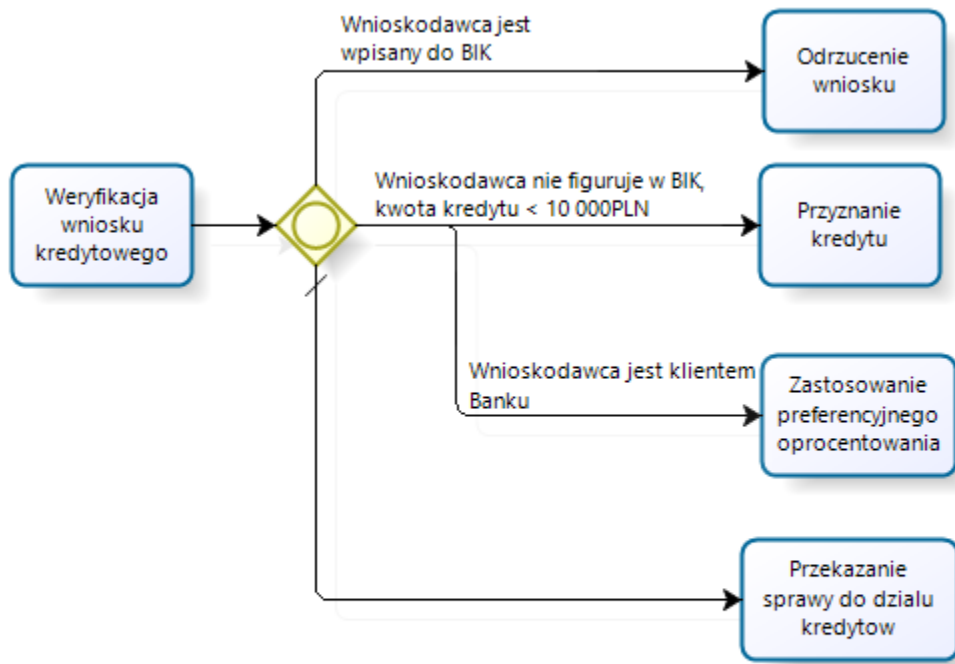 Wnioskodawca jest
wpisany do BIK
Odrzucenie
wniosku
Weryfikacja
wniosku
kredytowego
Wnioskodawca nie figuruje w BIK,
kwota kredytu < 10 000PLN
Przyznanie
kredytu
Wnioskodawca jest klientem
Banku
Zastosowanie
preferencyjnego
oprocentowania
Przekazanie
sprawy do dzialu
kredytow